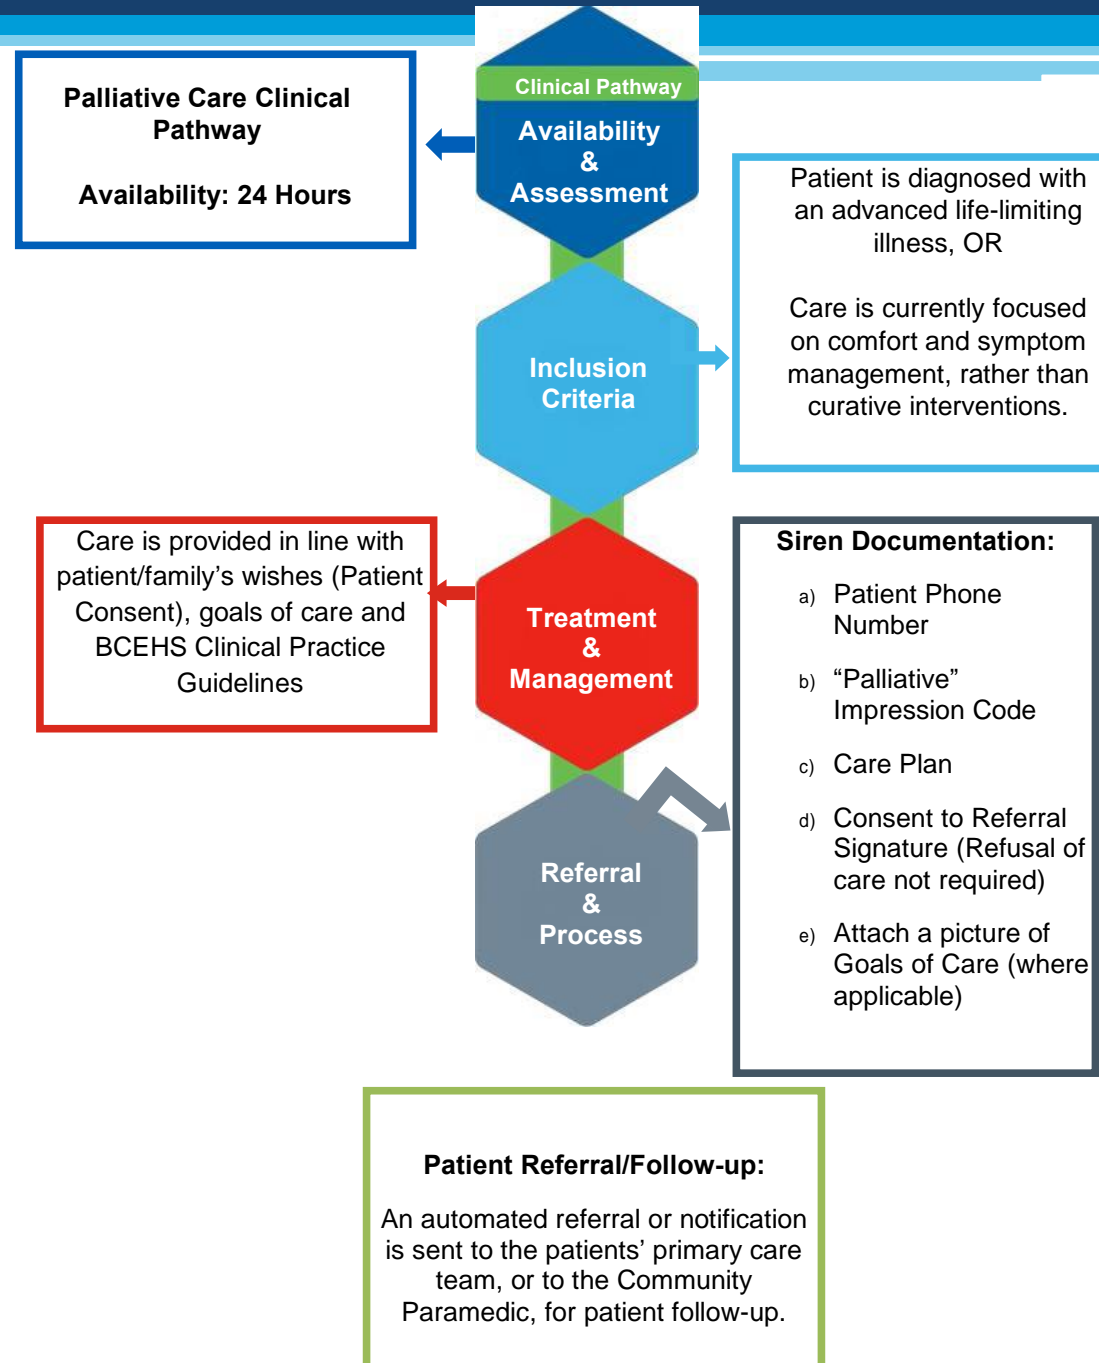 Clinical Pathway
Availability
&
Assessment
Palliative Care Clinical
Pathway
Availability: 24 Hours
Inclusion
Criteria
Patient is diagnosed with
an advanced life-limiting
illness, OR
Care is currently focused
on comfort and symptom
management, rather than
curative interventions.
Treatment
&
Management
Care is provided in line with
patient/family’s wishes (Patient
Consent), goals of care and
BCEHS Clinical Practice
Guidelines
Referral
&
Process
Siren Documentation:
a) Patient Phone
Number
b) “Palliative”
Impression Code
c) Care Plan
d) Consent to Referral
Signature (Refusal of
care not required)
e) Attach a picture of
Goals of Care (where
applicable)
Patient Referral/Follow-up:
An automated referral or notification
is sent to the patients’ primary care
team, or to the Community
Paramedic, for patient follow-up.